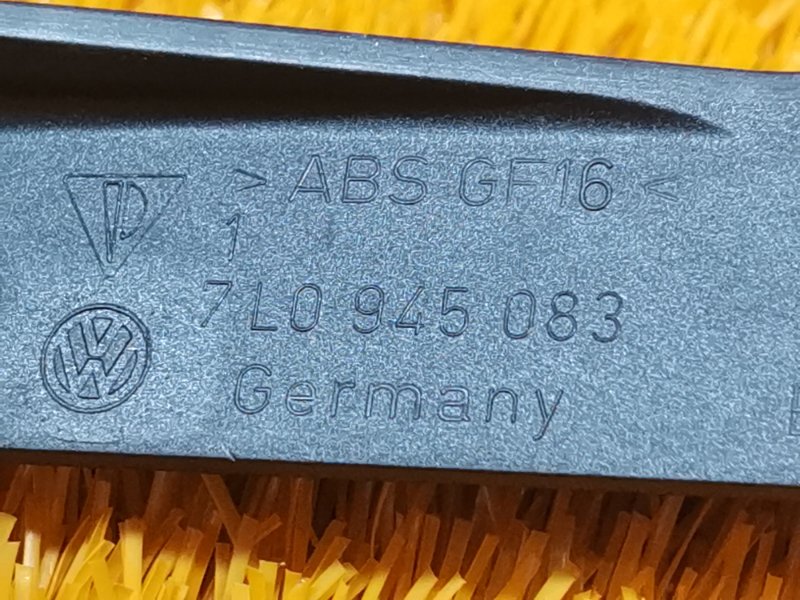 > ABS GF16 <
1
7L0 945 083
Germany